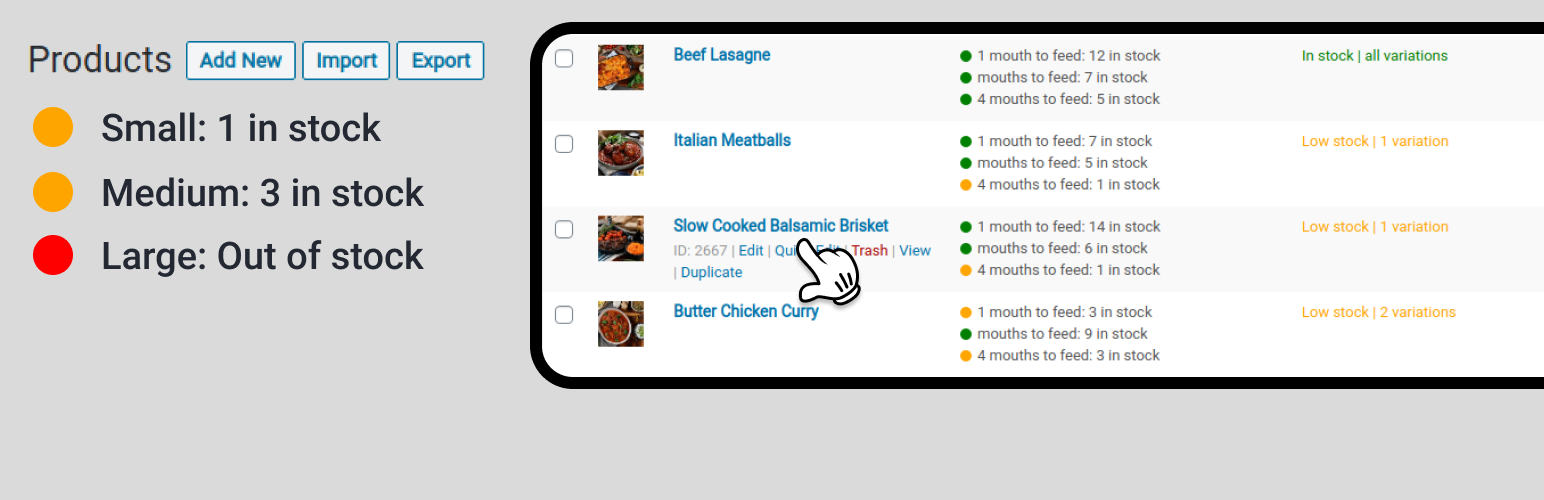 Products Add New Import Export
Small: 1 in stock
Medium: 3 in stock
Large: Out of stock
Beef Lasagne
1 mouth to feed: 12 in stock
mouths to feed: 7 in stock
4 mouths to feed: 5 in stock
In stock | all variations
Italian Meatballs
1 mouth to feed: 7 in stock
mouths to feed: 5 in stock
4 mouths to feed: 1 in stock
Low stock | 1 variation
Slow Cooked Balsamic Brisket
ID: 2667 | Edit | Edit | Trash | View
| Duplicate
1 mouth to feed: 14 in stock
mouths to feed: 6 in stock
4 mouths to feed: 1 in stock
Low stock | 1 variation
Butter Chicken Curry
1 mouth to feed: 3 in stock
mouths to feed: 9 in stock
4 mouths to feed: 3 in stock
Low stock | 2 variations